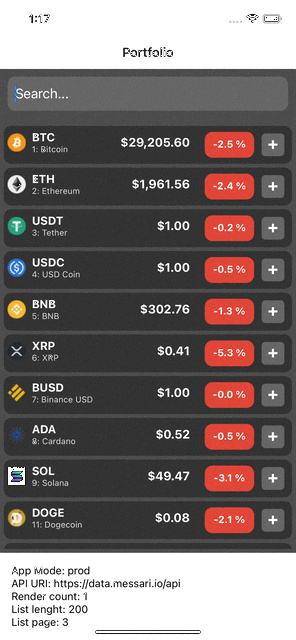 1:17
Portfolio
Search...
BTC
1: Bitcoin
$29,205.60
-2.5 %
+
ETH
2: Ethereum
$1,961.56
-2.4 %
+
USDT
3: Tether
$1.00
-0.2 %
+
USDC
4: USD Coin
$1.00
-0.5 %
+
BNB
5: BNB
$302.76
-1.3 %
+
XRP
6: XRP
$0.41
-5.3 %
+
BUSD
7: Binance USD
$1.00
-0.0 %
+
ADA
8: Cardano
$0.52
-0.5 %
+
SOL
9: Solana
$49.47
-3.1 %
+
DOGE
11: Dogecoin
$0.08
-2.1 %
+
App Mode: prod
API URI: https://data.messari.io/api
Render count: 1
List lenght: 200
List page: 3